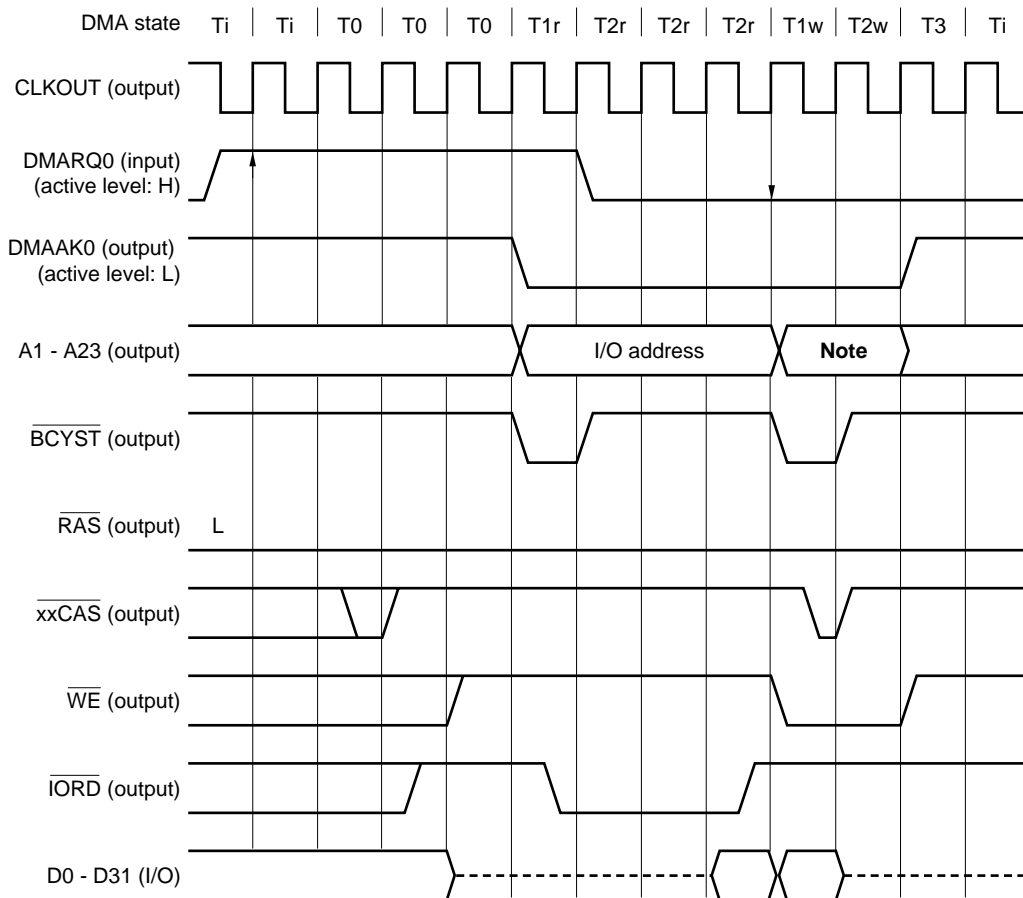 DMA state Ti Ti T0 T0 T0 T1r T2r T2r T2r T1w T2w T3 Ti
CLKOUT (output)
DMARQ0 (input)
(active level: H)
DMAAK0 (output)
(active level: L)
A1 - A23 (output) I/O address Note
BCYST (output)
RAS (output) L
xxCAS (output)
WE (output)
IORD (output)
D0 - D31 (I/O)